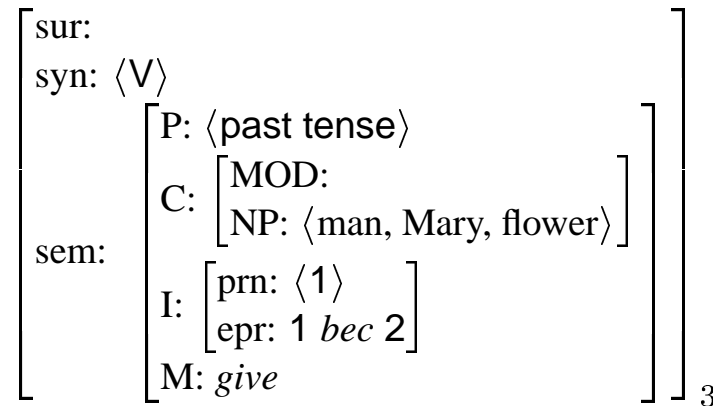 sur:
syn: ⟨V⟩
P: ⟨past tense⟩
MOD:
C:
NP: ⟨man, Mary, flower⟩
sem:
prn: ⟨1⟩
I:
epr: 1 bec 2
M: give
3